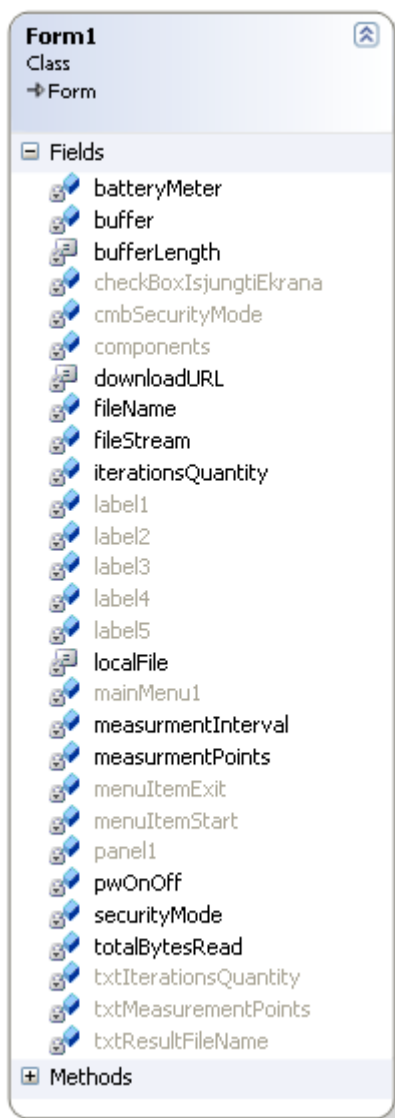 Form1
Class
Form
Fields
batteryMeter
buffer
bufferLength
checkBoxIsjungtiEkrana
cmbSecurityMode
components
downloadURL
fileName
fileStream
iterationsQuantity
label1
label2
label3
label4
label5
localFile
mainMenu1
measurmentInterval
measurmentPoints
menuItemExit
menuItemStart
panel1
pwOnOff
securityMode
totalBytesRead
txtIterationsQuantity
txtMeasurementPoints
txtResultFileName
Methods